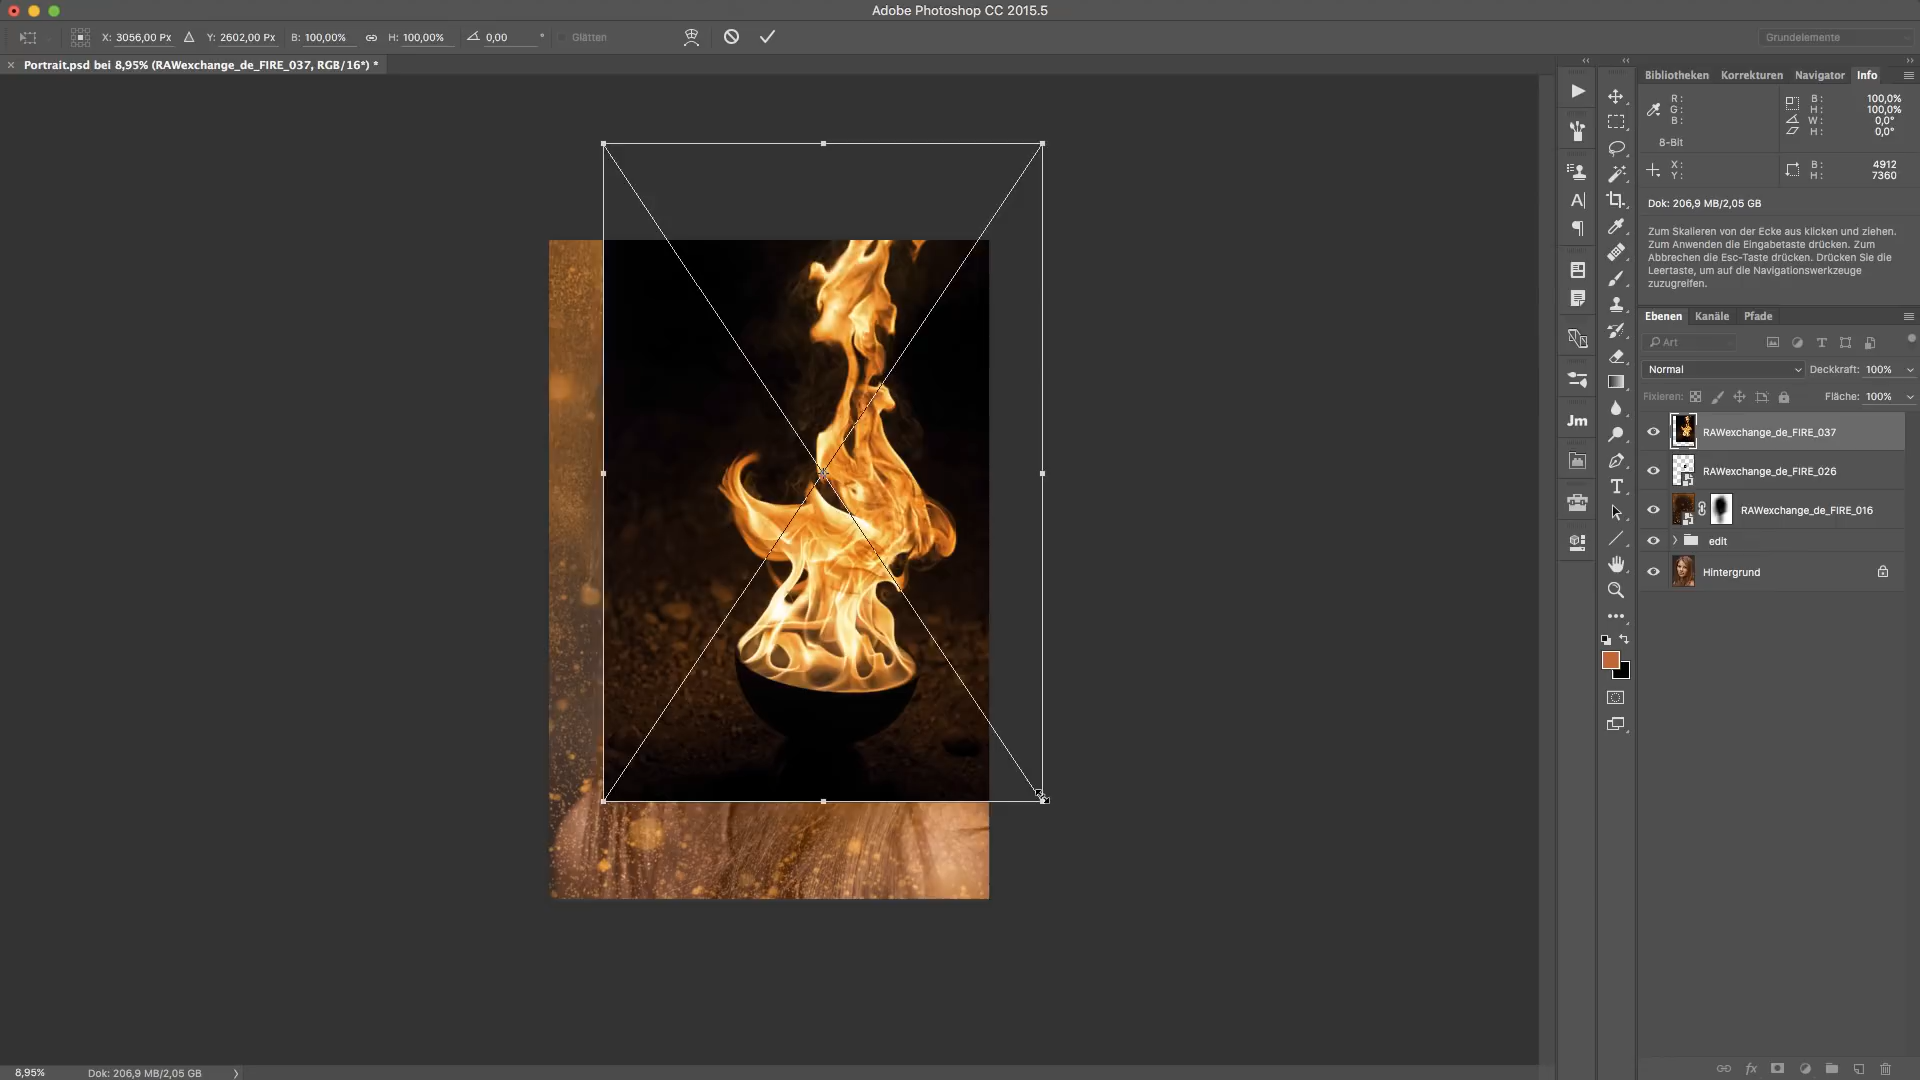 Adobe Photoshop CC 2015.5
X: 3056,00 Px Y: 2602,00 Px B: 100,00% H: 100,00% 0,00 ° Glätten Grundelemente
× Portrait.psd bei 8,95% (RAWexchange_de_FIRE_037, RGB/16*) *
Bibliotheken Korrekturen Navigator Info
R : B : 100,0%
G : H : 100,0%
B : W : 0,0°
H : 0,0°
8-Bit
X : B : 4912
Y : H : 7360
Dok: 206,9 MB/2,05 GB
Zum Skalieren von der Ecke aus klicken und ziehen.
Zum Anwenden die Eingabetaste drücken. Zum
Abbrechen die Esc-Taste drücken. Drücken Sie die
Leertaste, um auf die Navigationswerkzeuge
zuzugreifen.
Ebenen Kanäle Pfade
Art
Normal Deckkraft: 100%
Fixieren: Fläche: 100%
Jm
RAWexchange_de_FIRE_037
RAWexchange_de_FIRE_026
RAWexchange_de_FIRE_016
edit
Hintergrund
8,95% Dok: 206,9 MB/2,05 GB